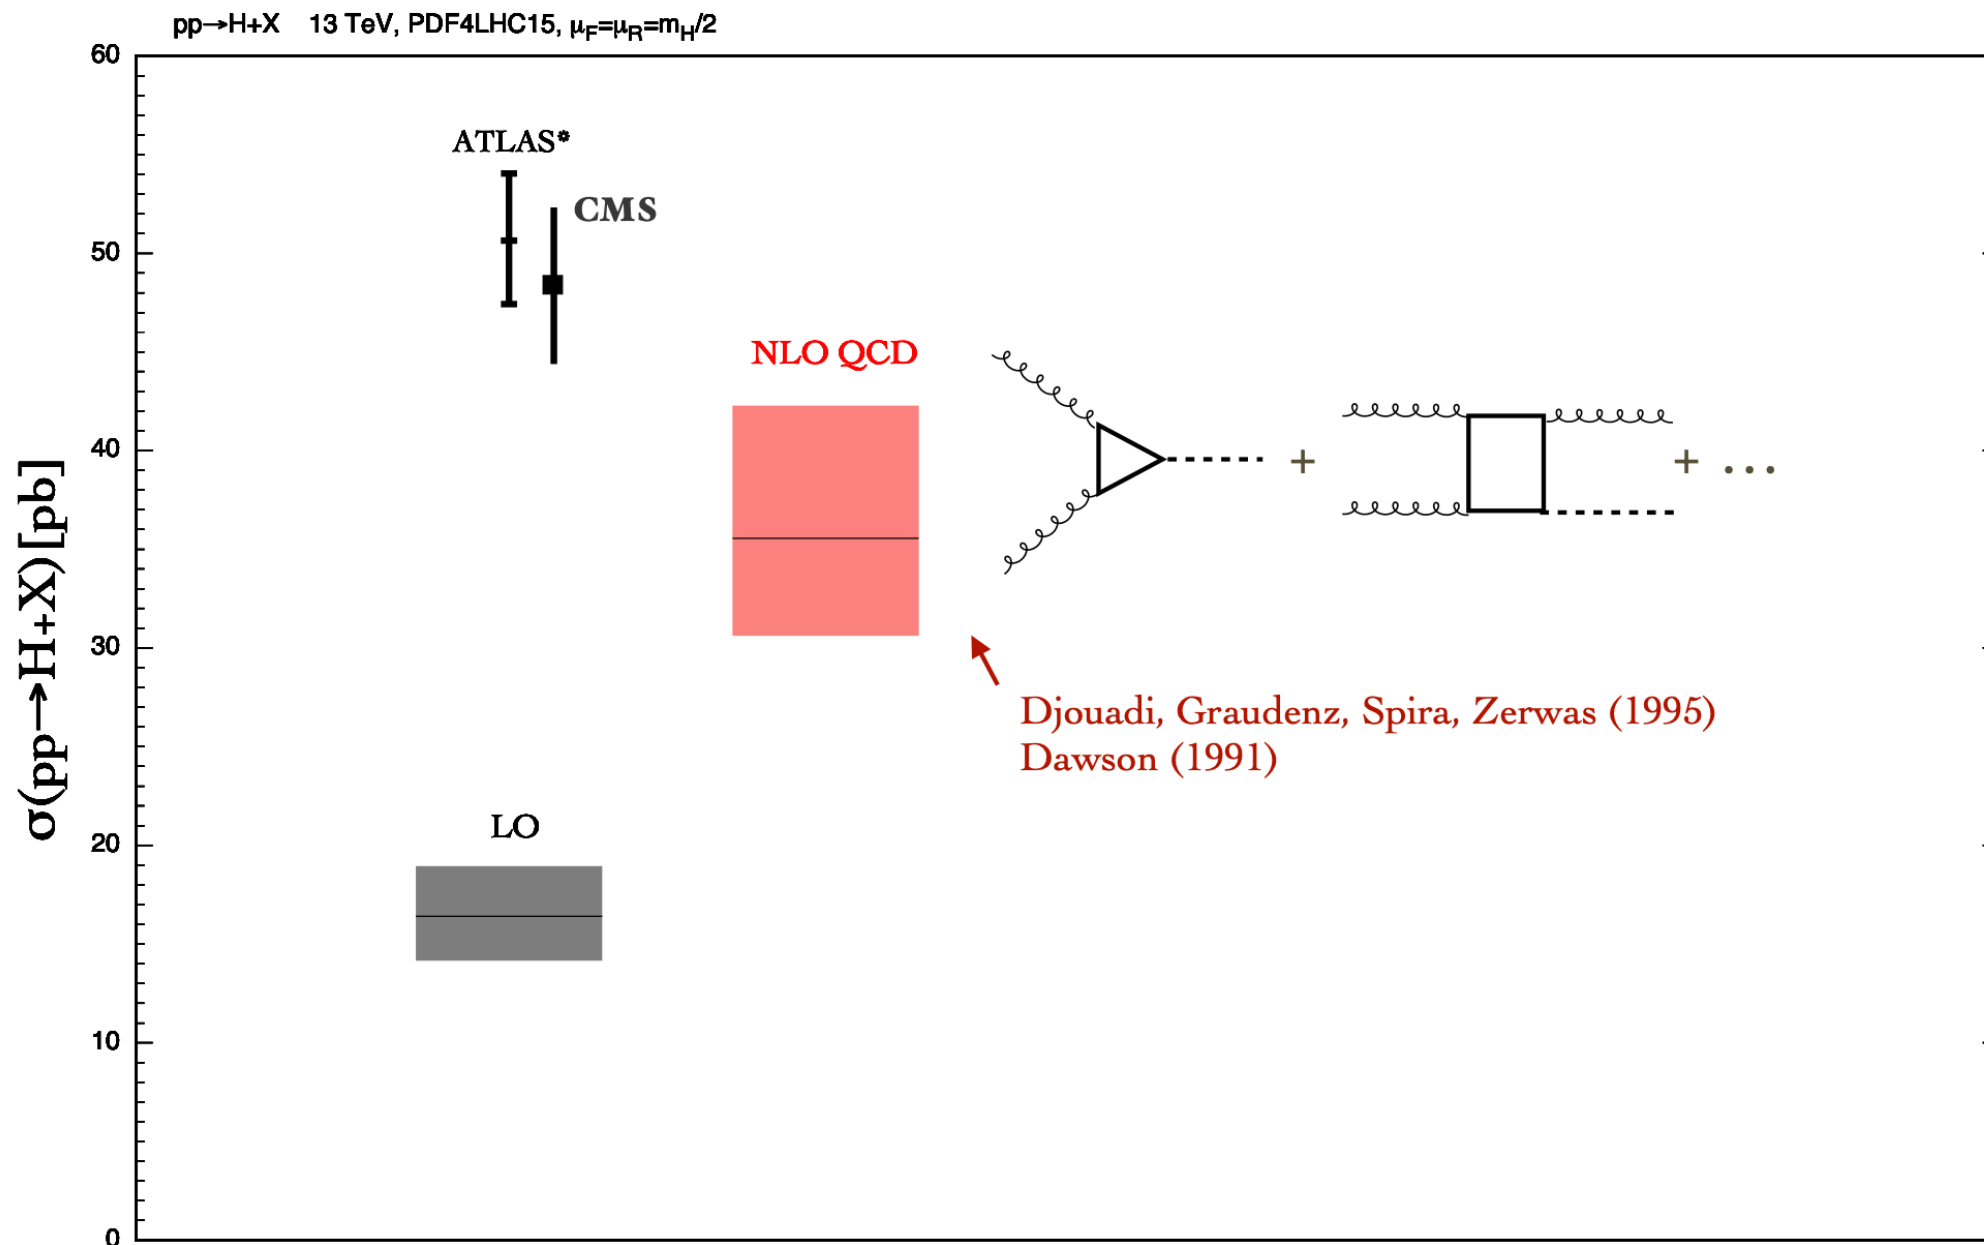 pp→H+X 13 TeV, PDF4LHC15, μF=μR=mH/2
60
ATLAS*
CMS
50
NLO QCD
40
+
+ ...
σ(pp→H+X)[pb]
30
Djouadi, Graudenz, Spira, Zerwas (1995)
Dawson (1991)
LO
20
10
0